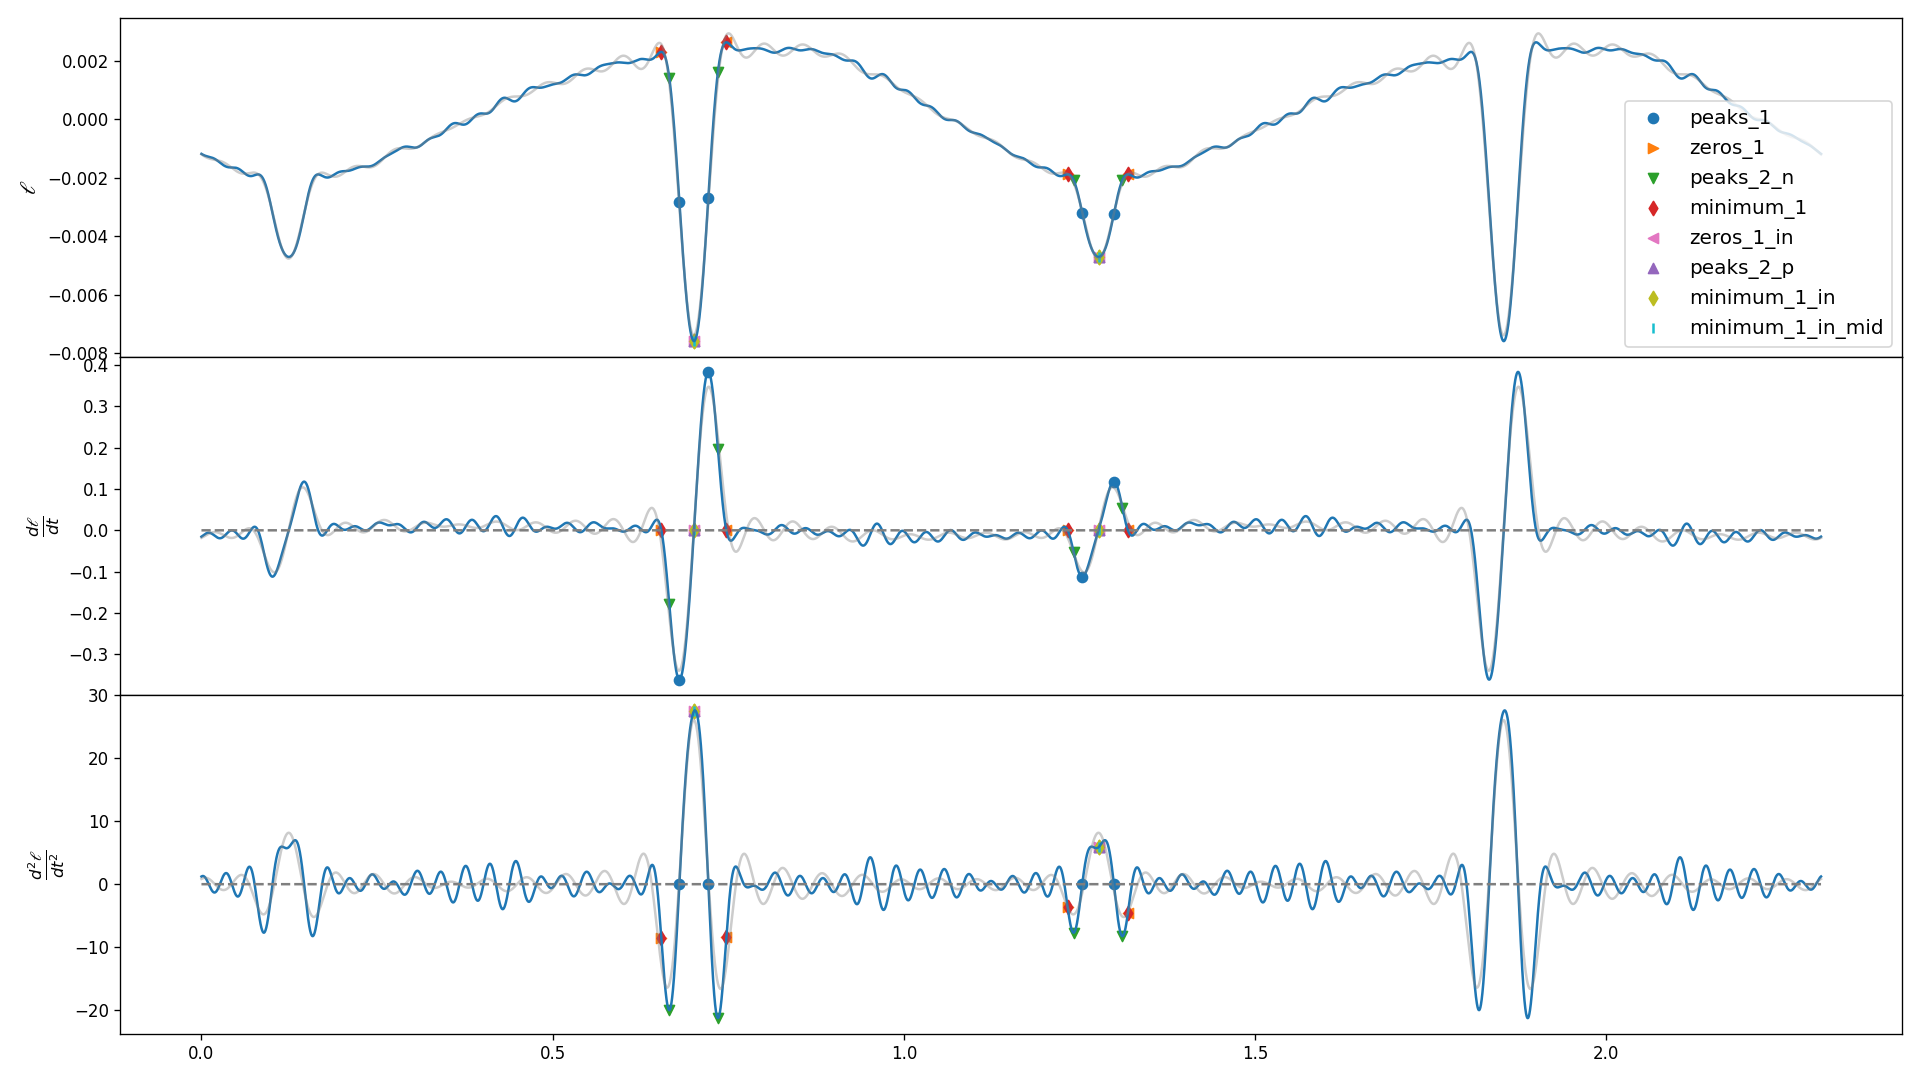 0.002
0.000
−0.002
−0.004
−0.006
−0.008
ℓ
peaks_1
zeros_1
peaks_2_n
minimum_1
zeros_1_in
peaks_2_p
minimum_1_in
minimum_1_in_mid
0.4
0.3
0.2
0.1
0.0
−0.1
−0.2
−0.3
dℓ
dt
30
20
10
0
−10
−20
d²ℓ
dt²
0.0 0.5 1.0 1.5 2.0